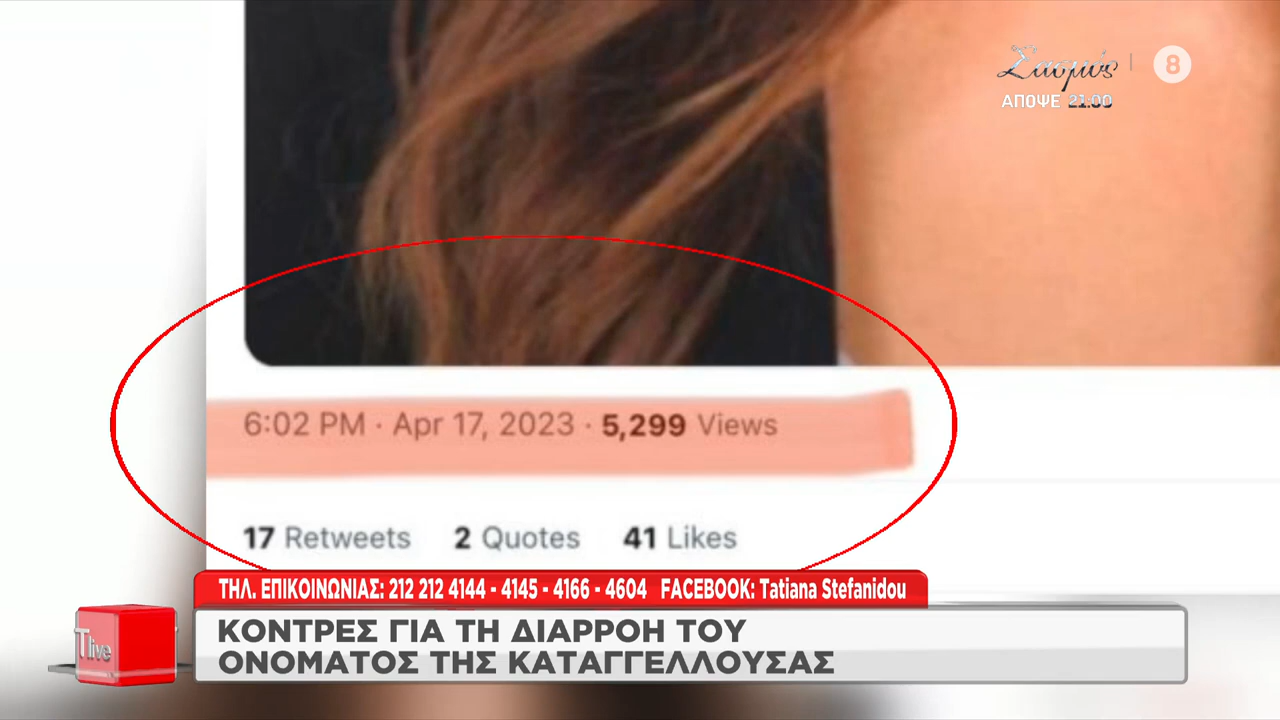 Σασμός
8
ΑΠΟΨΕ 21:00
6:02 PM · Apr 17, 2023 · 5,299 Views
17 Retweets 2 Quotes 41 Likes
ΤΗΛ. ΕΠΙΚΟΙΝΩΝΙΑΣ: 212 212 4144 - 4145 - 4166 - 4604 FACEBOOK: Tatiana Stefanidou
Tlive
ΚΟΝΤΡΕΣ ΓΙΑ ΤΗ ΔΙΑΡΡΟΗ ΤΟΥ
ΟΝΟΜΑΤΟΣ ΤΗΣ ΚΑΤΑΓΓΕΛΛΟΥΣΑΣ